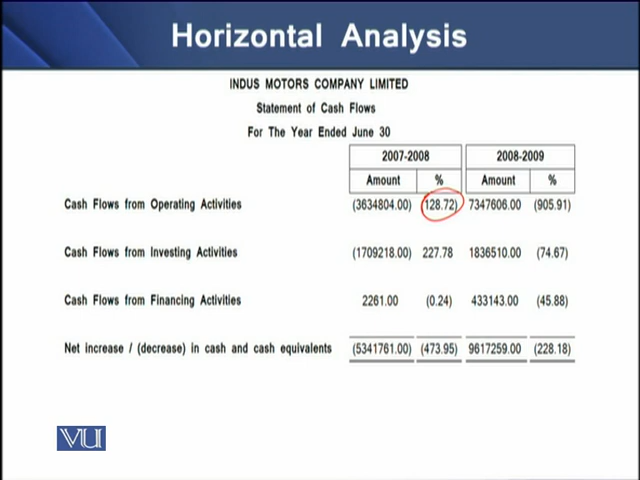 Horizontal Analysis
INDUS MOTORS COMPANY LIMITED
Statement of Cash Flows
For The Year Ended June 30
2007-2008 2008-2009
Amount % Amount %
Cash Flows from Operating Activities (3634804.00) (128.72) 7347606.00 (905.91)
Cash Flows from Investing Activities (1709218.00) 227.78 1836510.00 (74.67)
Cash Flows from Financing Activities 2261.00 (0.24) 433143.00 (45.88)
Net increase / (decrease) in cash and cash equivalents (5341761.00) (473.95) 9617259.00 (228.18)
VU